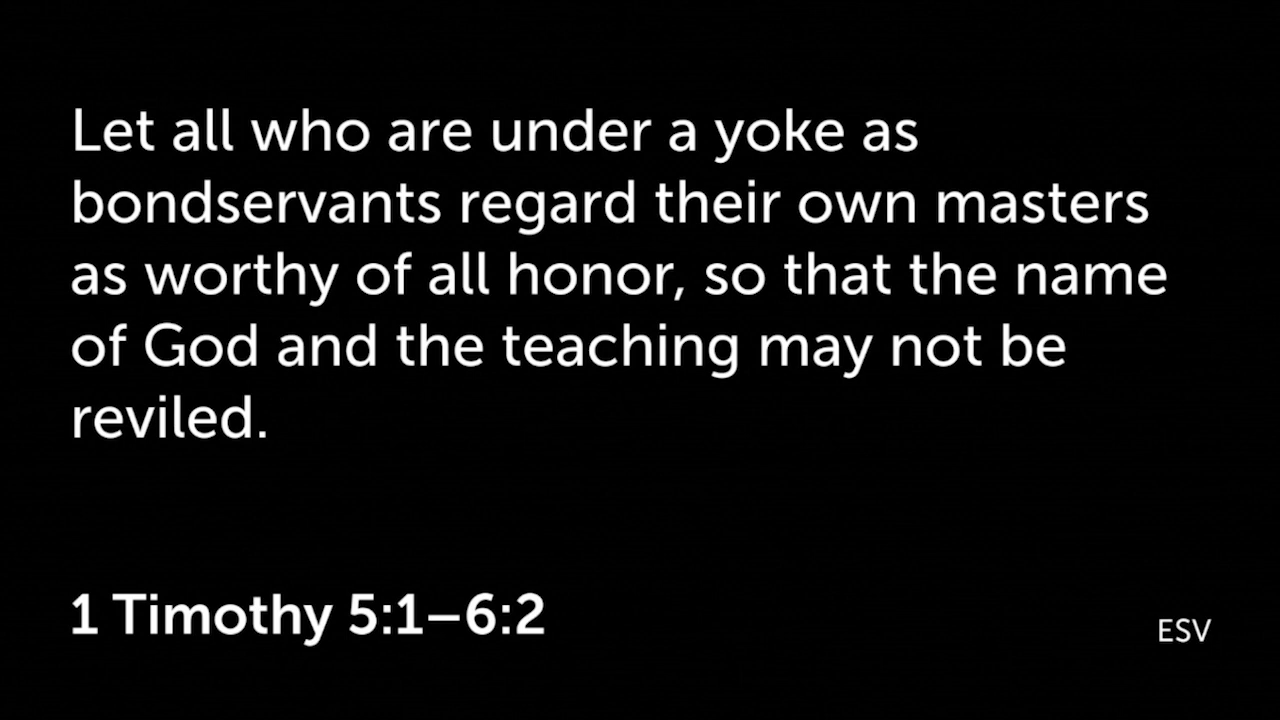 Let all who are under a yoke as
bondservants regard their own masters
as worthy of all honor, so that the name
of God and the teaching may not be
reviled.
1 Timothy 5:1–6:2
ESV